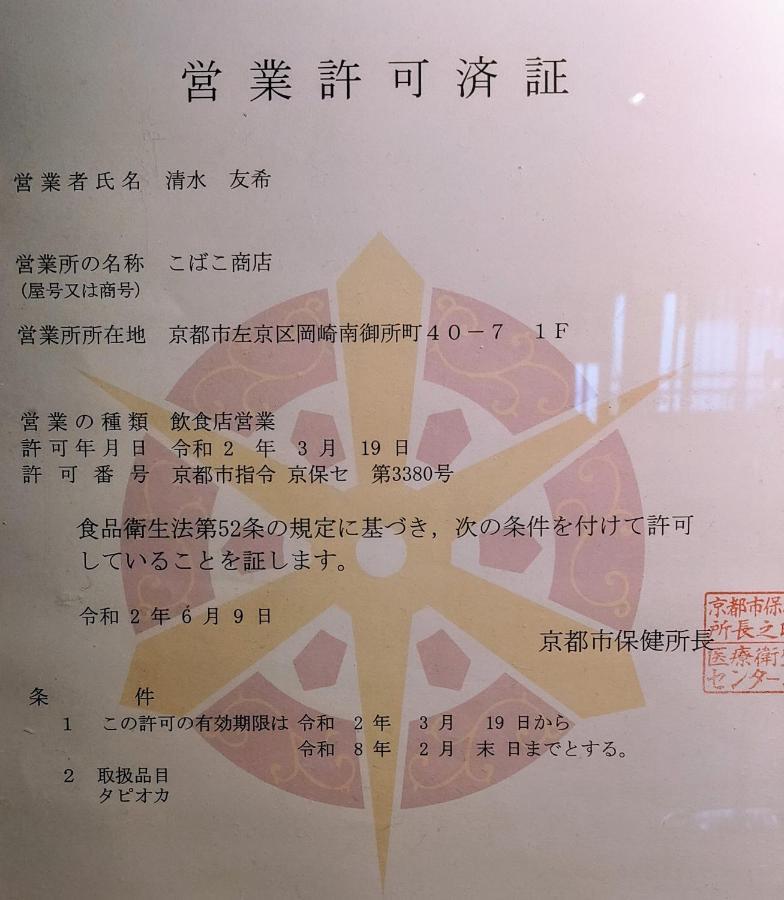 営業許可済証
営業者氏名 清水 友希
営業所の名称 こばこ商店
(屋号又は商号)
営業所所在地 京都市左京区岡崎南御所町40-7 1F
営業の種類 飲食店営業
許可年月日 令和 2 年 3 月 19 日
許可番号 京都市指令 京保セ 第3380号
食品衛生法第52条の規定に基づき,次の条件を付けて許可
していることを証します。
令和 2 年 6 月 9 日
京都市保健所長
京都市保
所長之
医療衛
センター
条 件
1 この許可の有効期限は 令和 2 年 3 月 19 日から
令和 8 年 2 月 末 日までとする。
2 取扱品目
タピオカ